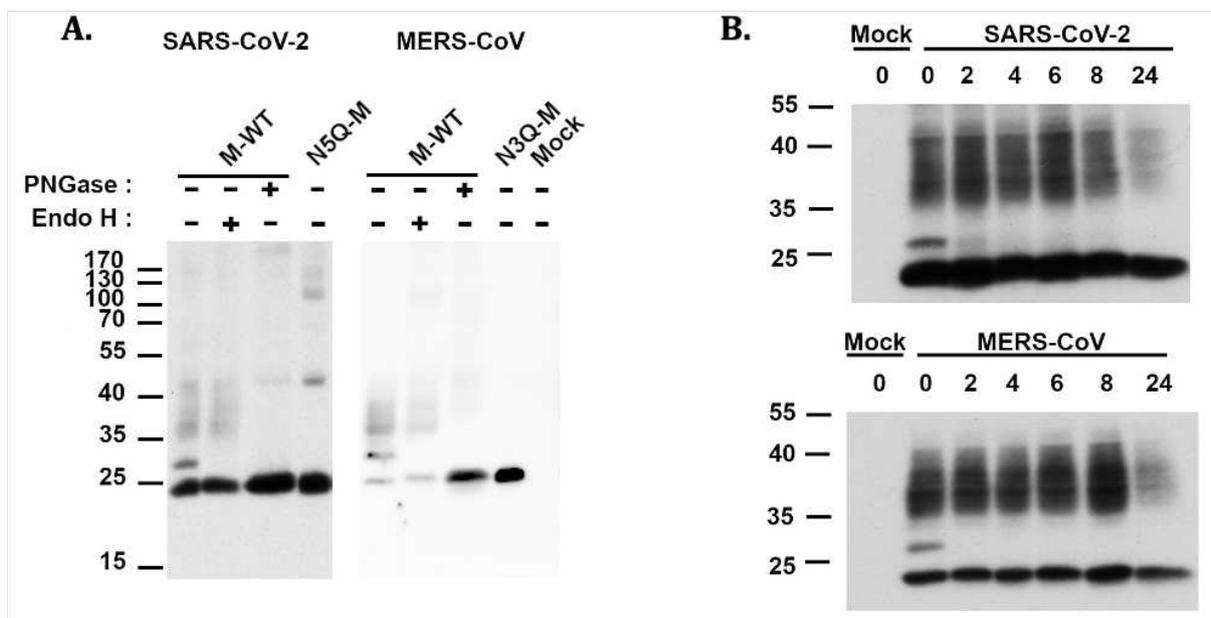 A.
SARS-CoV-2 MERS-CoV
M-WT N5Q-M M-WT N3Q-M Mock
PNGase : - - + - - - + - -
Endo H : - + - - - + - - -
170
130
100
70
55
40
35
25
15
B.
Mock SARS-CoV-2
0 0 2 4 6 8 24
55
40
35
25
Mock MERS-CoV
0 0 2 4 6 8 24
55
40
35
25